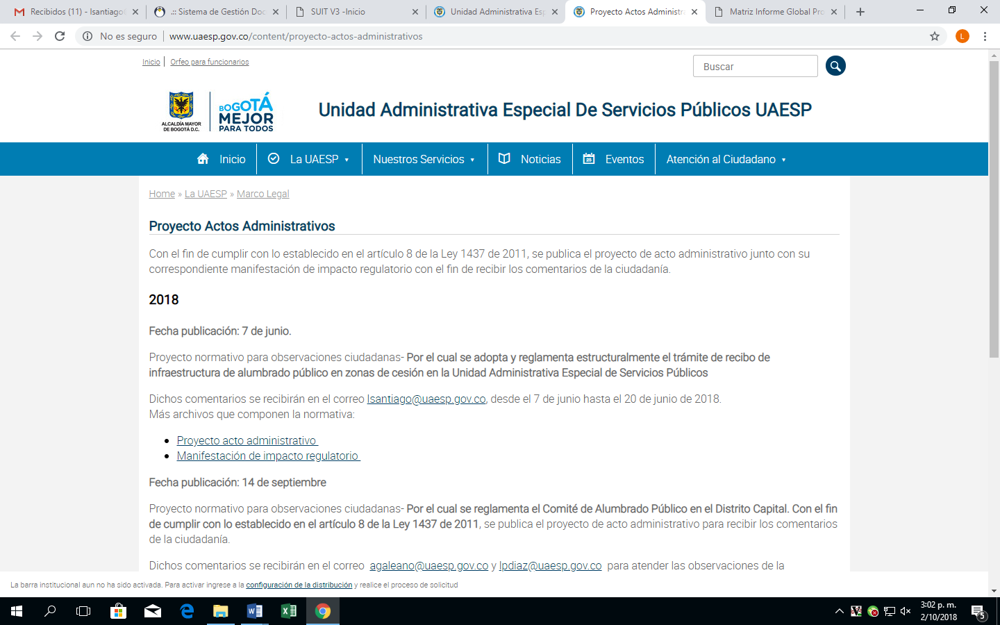 Recibidos (11) - lsantiago
.:: Sistema de Gestión Doc
SUIT V3 -Inicio
Unidad Administrativa Esp
Proyecto Actos Administra
Matriz Informe Global Pro
No es seguro
www.uaesp.gov.co/content/proyecto-actos-administrativos
L
Inicio
Orfeo para funcionarios
Buscar
ALCALDÍA MAYOR
DE BOGOTÁ D.C.
BOGOTÁ
MEJOR
PARA TODOS
Unidad Administrativa Especial De Servicios Públicos UAESP
Inicio
La UAESP
Nuestros Servicios
Noticias
Eventos
Atención al Ciudadano
Home » La UAESP » Marco Legal
Proyecto Actos Administrativos
Con el fin de cumplir con lo establecido en el artículo 8 de la Ley 1437 de 2011, se publica el proyecto de acto administrativo junto con su
correspondiente manifestación de impacto regulatorio con el fin de recibir los comentarios de la ciudadanía.
2018
Fecha publicación: 7 de junio.
Proyecto normativo para observaciones ciudadanas- Por el cual se adopta y reglamenta estructuralmente el trámite de recibo de
infraestructura de alumbrado público en zonas de cesión en la Unidad Administrativa Especial de Servicios Públicos
Dichos comentarios se recibirán en el correo lsantiago@uaesp.gov.co, desde el 7 de junio hasta el 20 de junio de 2018.
Más archivos que componen la normativa:
Proyecto acto administrativo
Manifestación de impacto regulatorio
Fecha publicación: 14 de septiembre
Proyecto normativo para observaciones ciudadanas- Por el cual se reglamenta el Comité de Alumbrado Público en el Distrito Capital. Con el fin
de cumplir con lo establecido en el artículo 8 de la Ley 1437 de 2011, se publica el proyecto de acto administrativo para recibir los comentarios
de la ciudadanía.
Dichos comentarios se recibirán en el correo agaleano@uaesp.gov.co y lpdiaz@uaesp.gov.co para atender las observaciones de la
La barra institucional aun no ha sido activada. Para activar ingrese a la configuración de la distribución y realice el proceso de solicitud
3:02 p. m.
2/10/2018
5